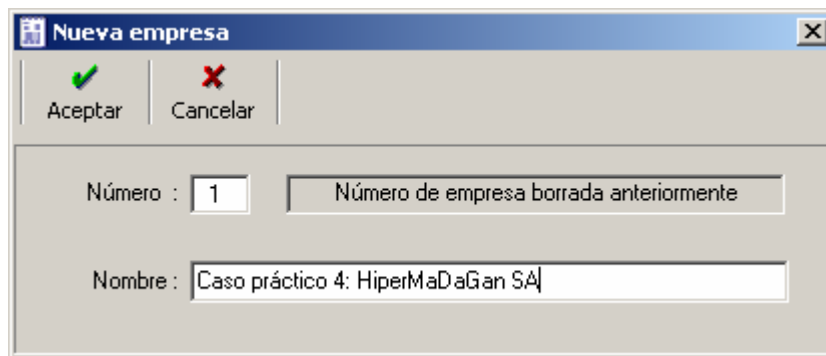 Nueva empresa
Aceptar Cancelar
Número : 1 Número de empresa borrada anteriormente
Nombre : Caso práctico 4: HiperMaDaGan SA